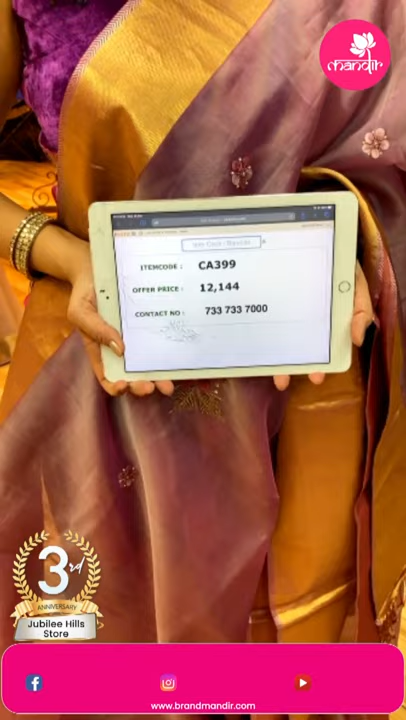 mandir
ITEMCODE : CA399
OFFER PRICE : 12,144
CONTACT NO : 733 733 7000
3rd
ANNIVERSARY
Jubilee Hills
Store
www.brandmandir.com